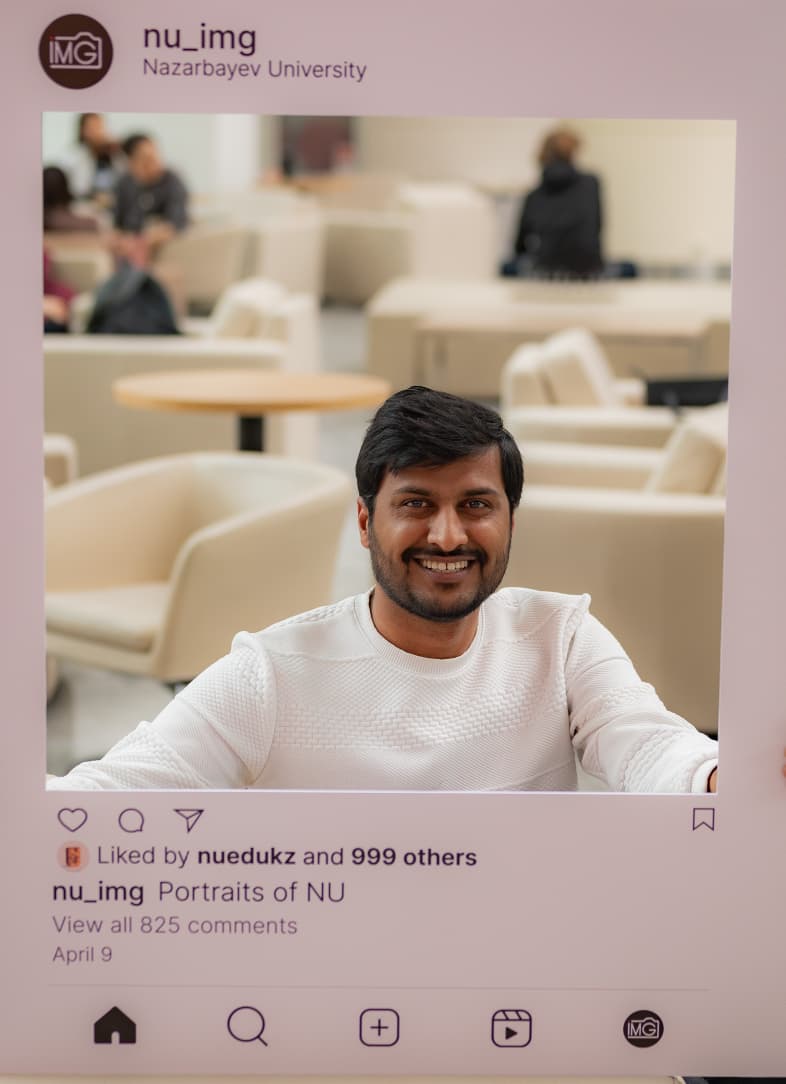 IMG
nu_img
Nazarbayev University
Liked by nuedukz and 999 others
nu_img Portraits of NU
View all 825 comments
April 9
IMG